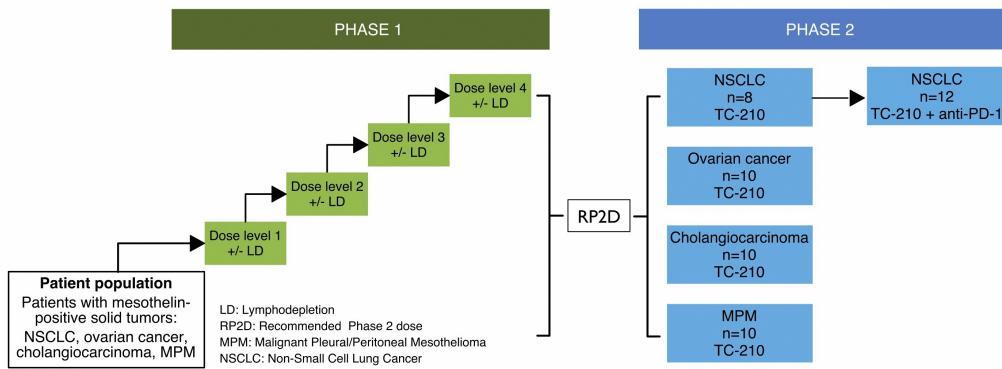 PHASE 1
PHASE 2
Dose level 4
+/- LD
Dose level 3
+/- LD
Dose level 2
+/- LD
Dose level 1
+/- LD
Patient population
Patients with mesothelin-
positive solid tumors:
NSCLC, ovarian cancer,
cholangiocarcinoma, MPM
LD: Lymphodepletion
RP2D: Recommended Phase 2 dose
MPM: Malignant Pleural/Peritoneal Mesothelioma
NSCLC: Non-Small Cell Lung Cancer
RP2D
NSCLC
n=8
TC-210
NSCLC
n=12
TC-210 + anti-PD-1
Ovarian cancer
n=10
TC-210
Cholangiocarcinoma
n=10
TC-210
MPM
n=10
TC-210